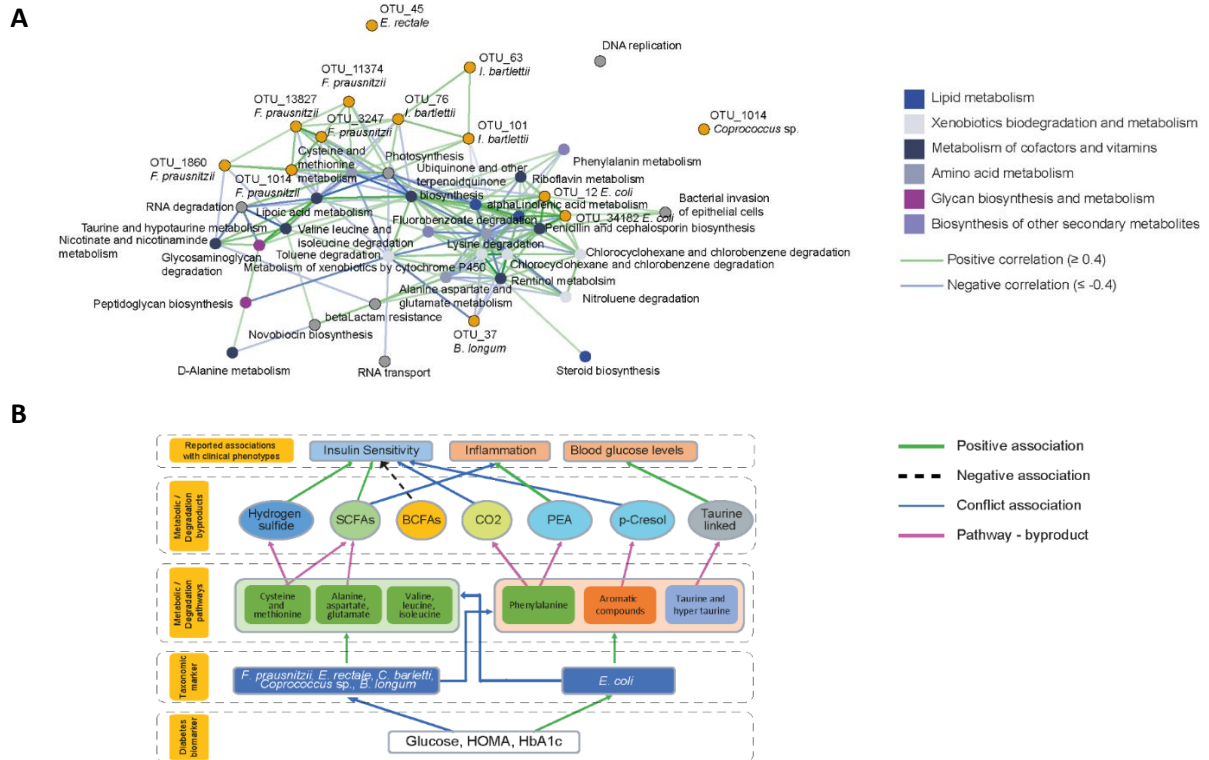 A
OTU_45
E. rectale
DNA replication
OTU_63
I. bartlettii
OTU_11374
F. prausnitzii
OTU_13827
F. prausnitzii
OTU_76
I. bartlettii
OTU_3247
F. prausnitzii
OTU_101
I. bartlettii
OTU_1014
Coprococcus sp.
Cysteine and
methionine
metabolism
Photosynthesis
OTU_1860
F. prausnitzii
OTU_1014
F. prausnitzii
Ubiquinone and other
terpenoidquinone
biosynthesis
Phenylalanin metabolism
Riboflavin metabolism
OTU_12 E. coli
RNA degradation
Lipoic acid metabolism
alphaLinolenic acid metabolism
Bacterial invasion
of epithelial cells
Taurine and hypotaurine metabolism
Fluorobenzoate degradation
OTU_34182 E. coli
Nicotinate and nicotinamide
metabolism
Valine leucine and
isoleucine degradation
Penicillin and cephalosporin biosynthesis
Lysine degradation
Glycosaminoglycan
degradation
Toluene degradation
Chlorocyclohexane and chlorobenzene degradation
Metabolism of xenobiotics by cytochrome P450
Chlorocyclohexane and chlorobenzene degradation
Rentinol metabolsim
Alanine aspartate and
glutamate metabolism
Nitroluene degradation
Peptidoglycan biosynthesis
betaLactam resistance
Novobiocin biosynthesis
OTU_37
B. longum
D-Alanine metabolism
RNA transport
Steroid biosynthesis
Lipid metabolism
Xenobiotics biodegradation and metabolism
Metabolism of cofactors and vitamins
Amino acid metabolism
Glycan biosynthesis and metabolism
Biosynthesis of other secondary metabolites
Positive correlation (≥ 0.4)
Negative correlation (≤ -0.4)
B
Reported associations
with clinical phenotypes
Insulin Sensitivity
Inflammation
Blood glucose levels
Metabolic /
Degradation
byproducts
Hydrogen
sulfide
SCFAs
BCFAs
CO2
PEA
p-Cresol
Taurine
linked
Metabolic /
Degradation
pathways
Cysteine
and
methionine
Alanine,
aspartate,
glutamate
Valine,
leucine,
isoleucine
Phenylalanine
Aromatic
compounds
Taurine and
hyper taurine
Taxonomic
marker
F. prausnitzii, E. rectale, C. barletti,
Coprococcus sp., B. longum
E. coli
Diabetes
biomarker
Glucose, HOMA, HbA1c
Positive association
Negative association
Conflict association
Pathway - byproduct